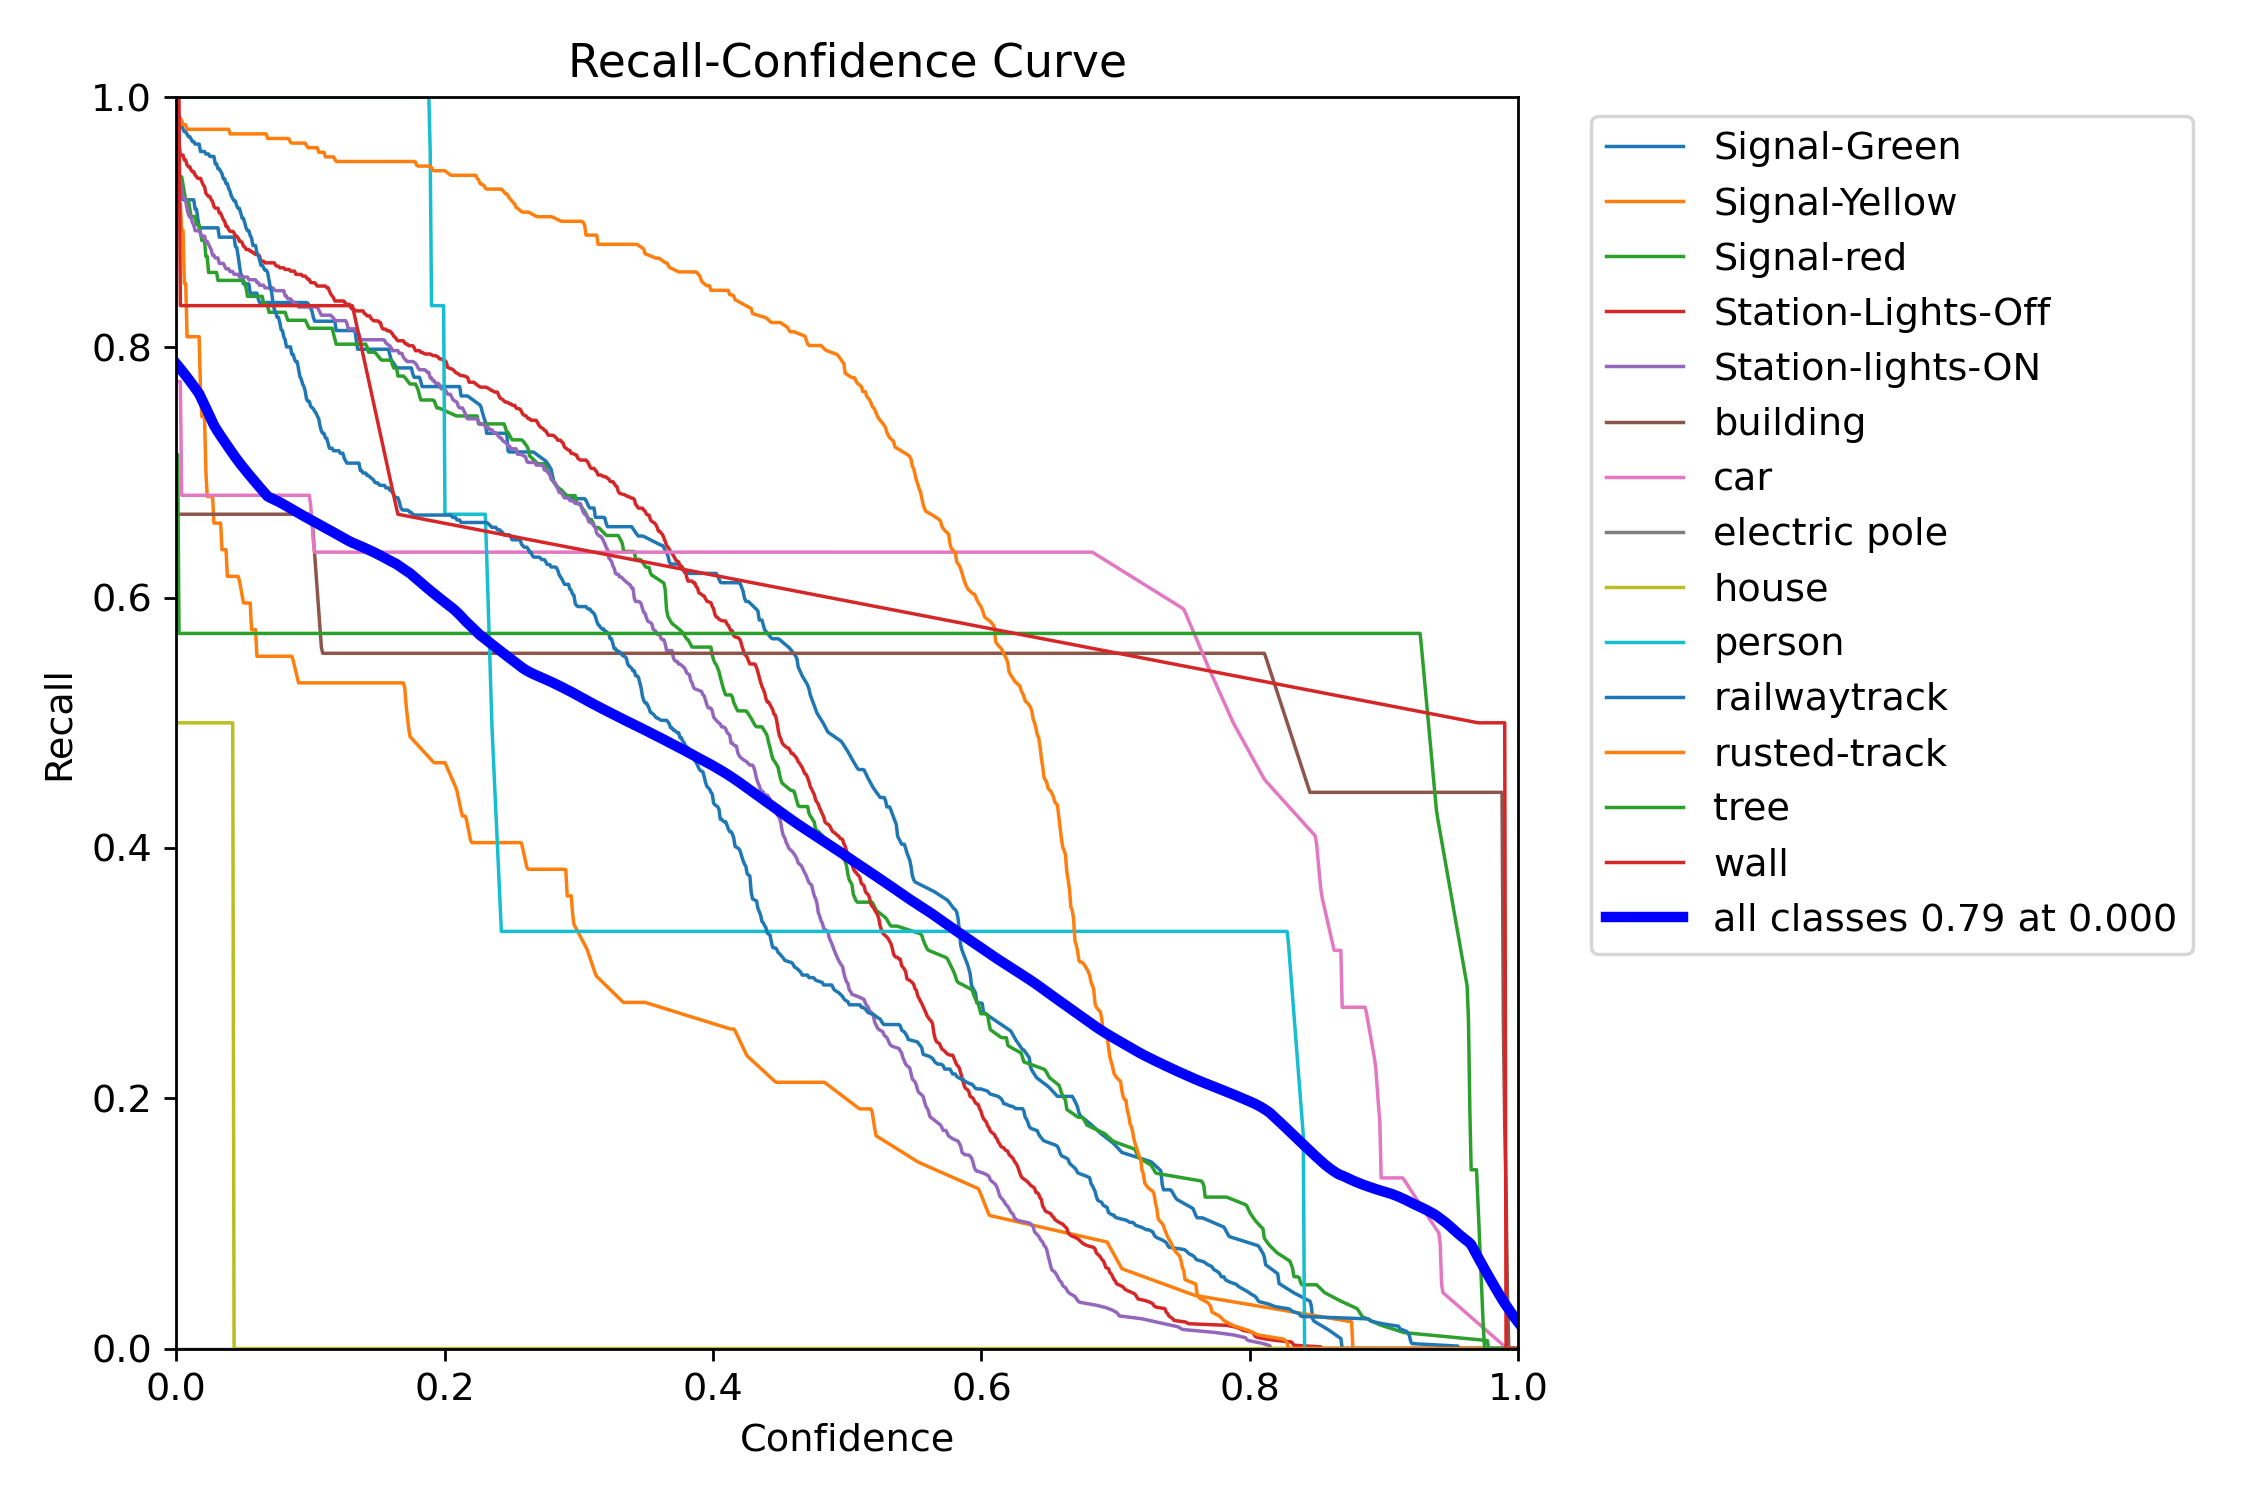 Recall-Confidence Curve
1.0
0.8
0.6
0.4
0.2
0.0
Recall
0.0 0.2 0.4 0.6 0.8 1.0
Confidence
Signal-Green
Signal-Yellow
Signal-red
Station-Lights-Off
Station-lights-ON
building
car
electric pole
house
person
railwaytrack
rusted-track
tree
wall
all classes 0.79 at 0.000